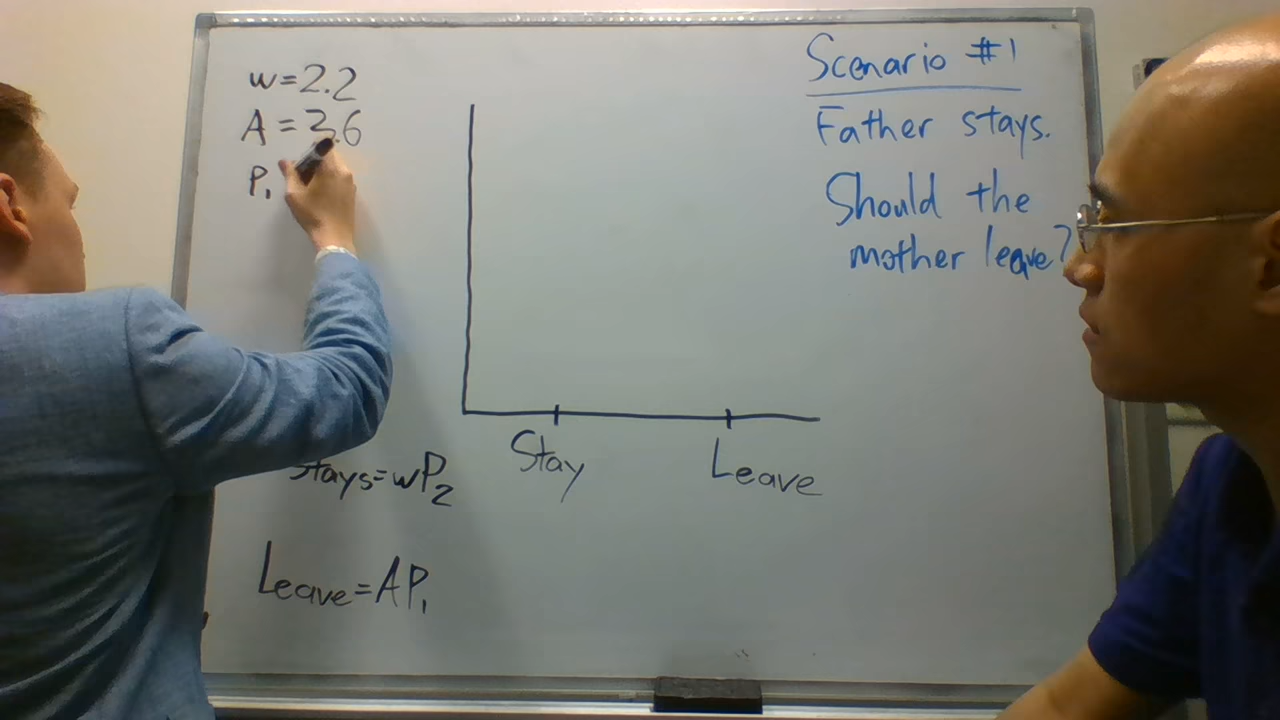 w=2.2
A=3.6
P₁
Stays=wP₂
Leave=AP₁
Stay
Leave
Scenario #1
Father stays.
Should the
mother leave?